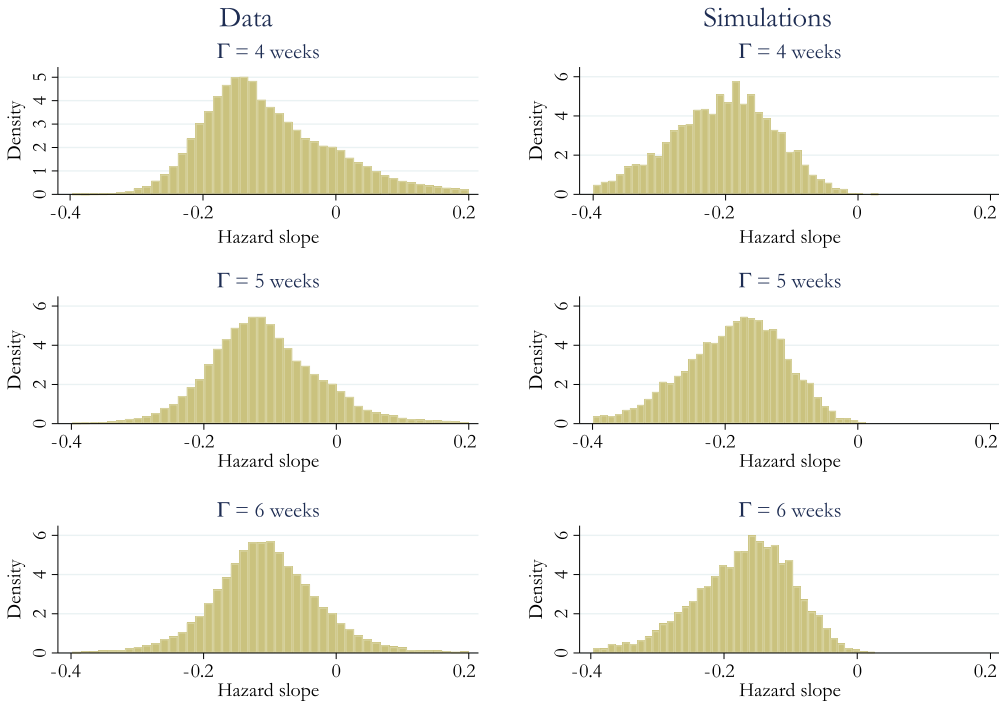 Data
Simulations
Γ = 4 weeks
Γ = 4 weeks
Density
0 1 2 3 4 5
-0.4 -0.2 0 0.2
Hazard slope
Density
0 2 4 6
-0.4 -0.2 0 0.2
Hazard slope
Γ = 5 weeks
Γ = 5 weeks
Density
0 2 4 6
-0.4 -0.2 0 0.2
Hazard slope
Density
0 2 4 6
-0.4 -0.2 0 0.2
Hazard slope
Γ = 6 weeks
Γ = 6 weeks
Density
0 2 4 6
-0.4 -0.2 0 0.2
Hazard slope
Density
0 2 4 6
-0.4 -0.2 0 0.2
Hazard slope